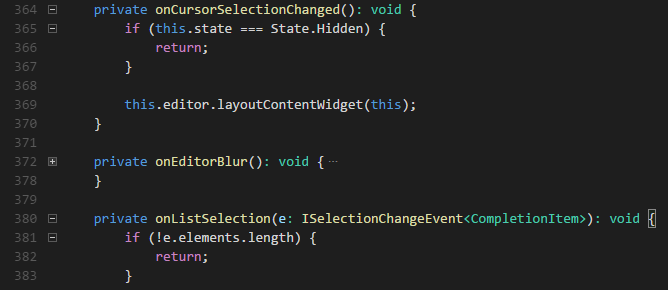 364 private onCursorSelectionChanged(): void {
365 if (this.state === State.Hidden) {
366 return;
367 }
368
369 this.editor.layoutContentWidget(this);
370 }
371
372 private onEditorBlur(): void { ···
378 }
379
380 private onListSelection(e: ISelectionChangeEvent<CompletionItem>): void {
381 if (!e.elements.length) {
382 return;
383 }